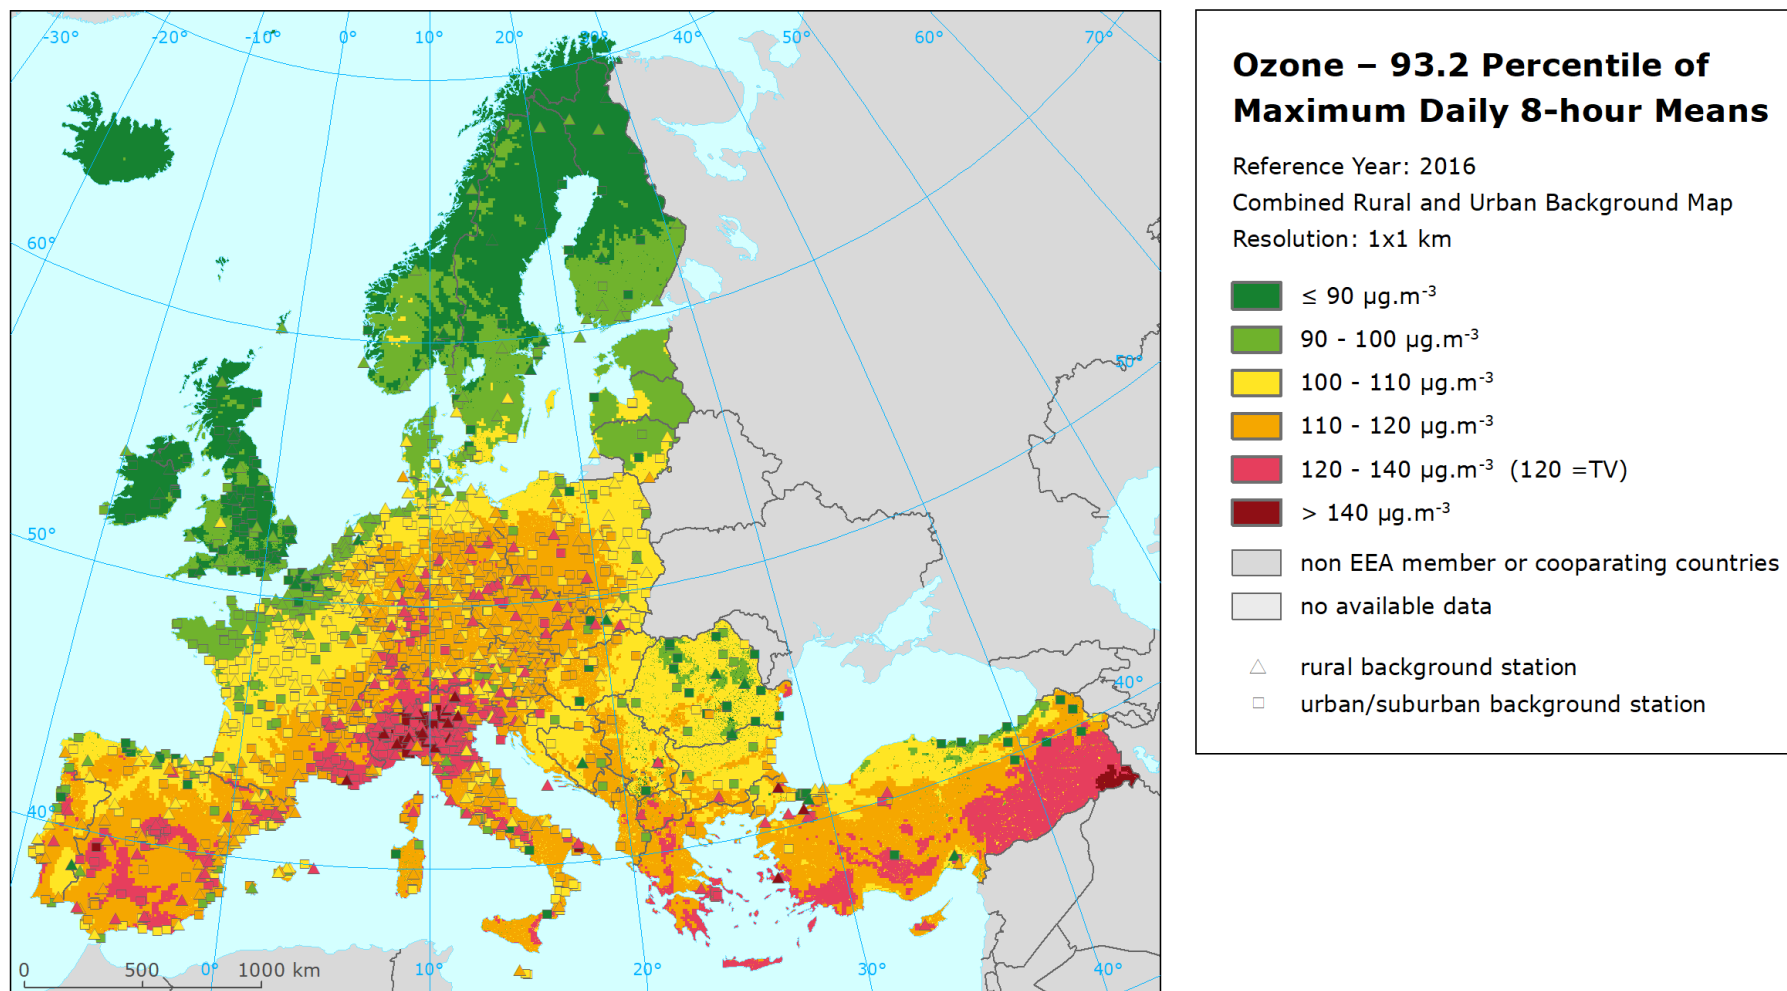 -30° -20° -10° 0° 10° 20° 30° 40° 50° 60° 70°
60°
50°
50°
40°
40°
0 500 1000 km
0° 10° 20° 30° 40°
Ozone – 93.2 Percentile of
Maximum Daily 8-hour Means
Reference Year: 2016
Combined Rural and Urban Background Map
Resolution: 1x1 km
≤ 90 µg.m⁻³
90 - 100 µg.m⁻³
100 - 110 µg.m⁻³
110 - 120 µg.m⁻³
120 - 140 µg.m⁻³ (120 =TV)
> 140 µg.m⁻³
non EEA member or cooparating countries
no available data
rural background station
urban/suburban background station